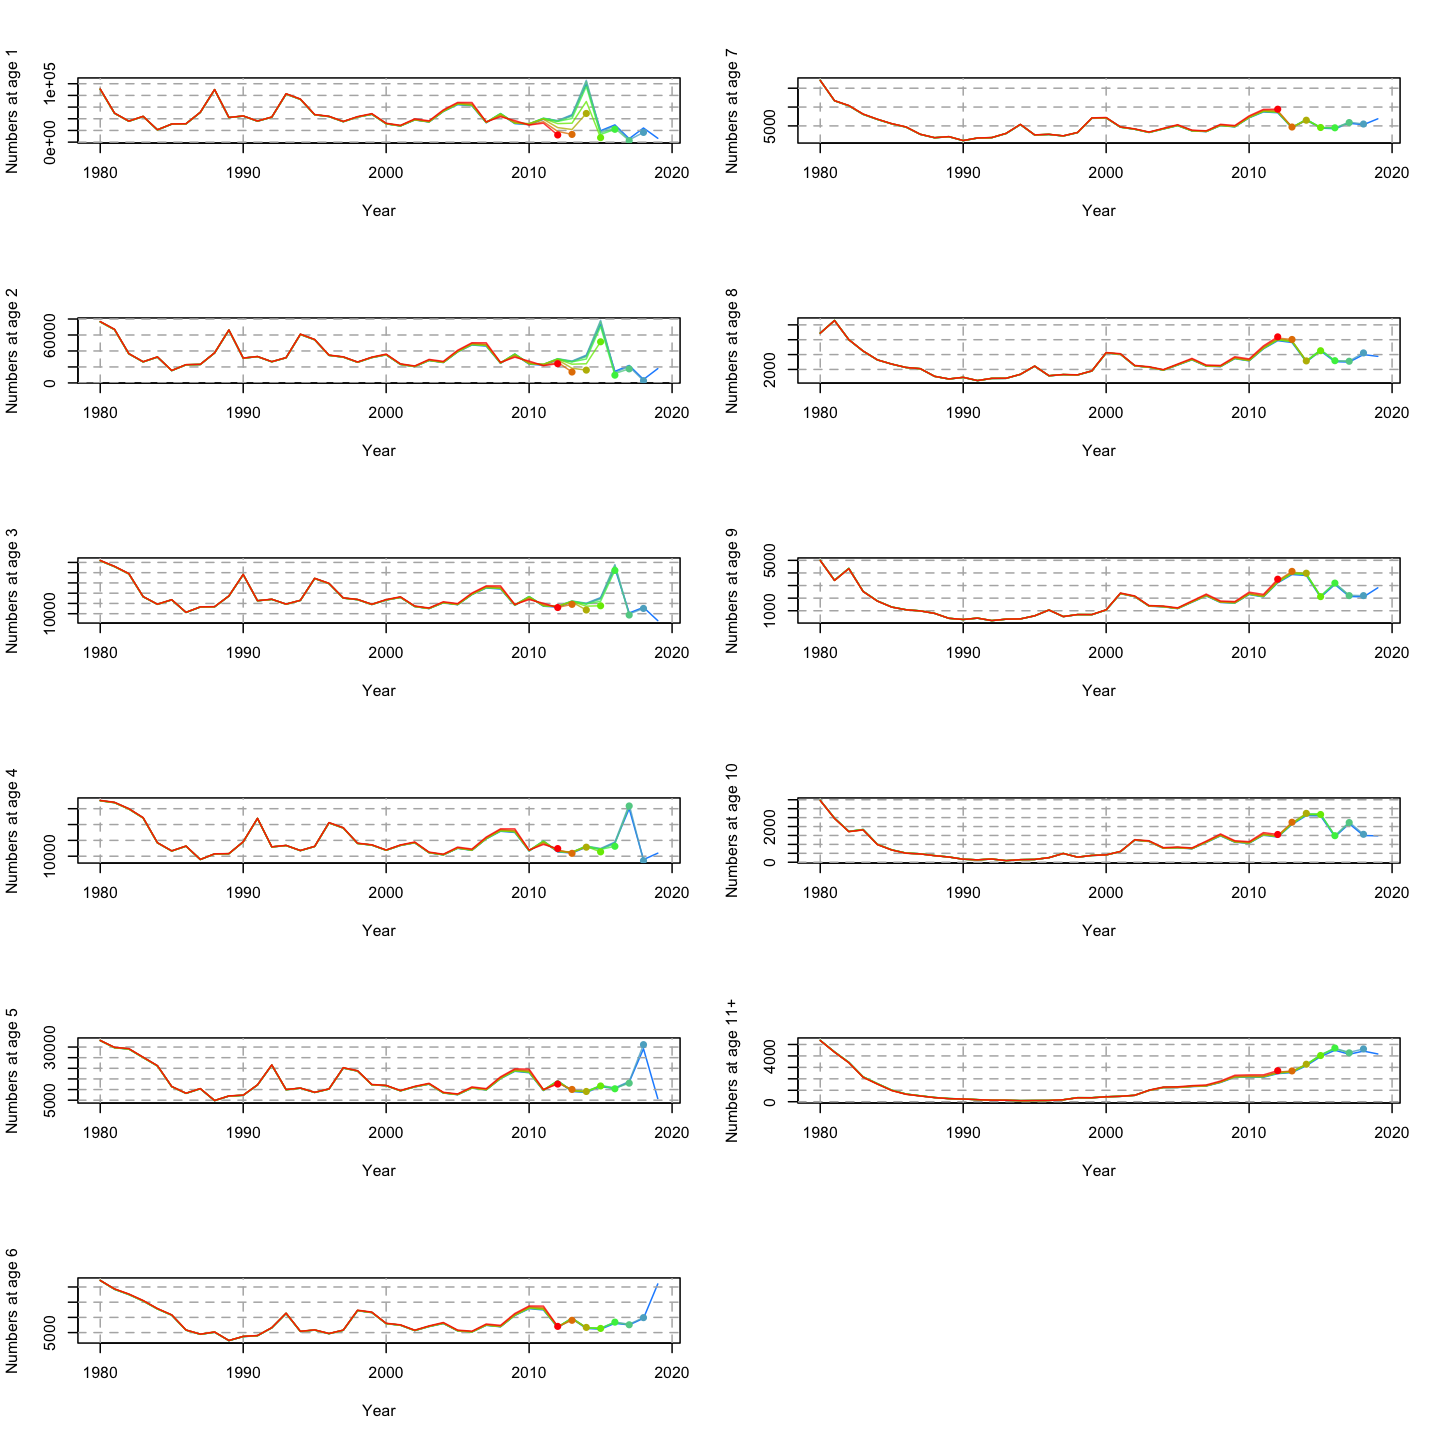 Numbers at age 1
0e+00 1e+05
1980 1990 2000 2010 2020
Year
Numbers at age 2
0 60000
1980 1990 2000 2010 2020
Year
Numbers at age 3
10000
1980 1990 2000 2010 2020
Year
Numbers at age 4
10000
1980 1990 2000 2010 2020
Year
Numbers at age 5
5000 30000
1980 1990 2000 2010 2020
Year
Numbers at age 6
5000
1980 1990 2000 2010 2020
Year
Numbers at age 7
5000
1980 1990 2000 2010 2020
Year
Numbers at age 8
2000
1980 1990 2000 2010 2020
Year
Numbers at age 9
1000 5000
1980 1990 2000 2010 2020
Year
Numbers at age 10
0 2000
1980 1990 2000 2010 2020
Year
Numbers at age 11+
0 4000
1980 1990 2000 2010 2020
Year